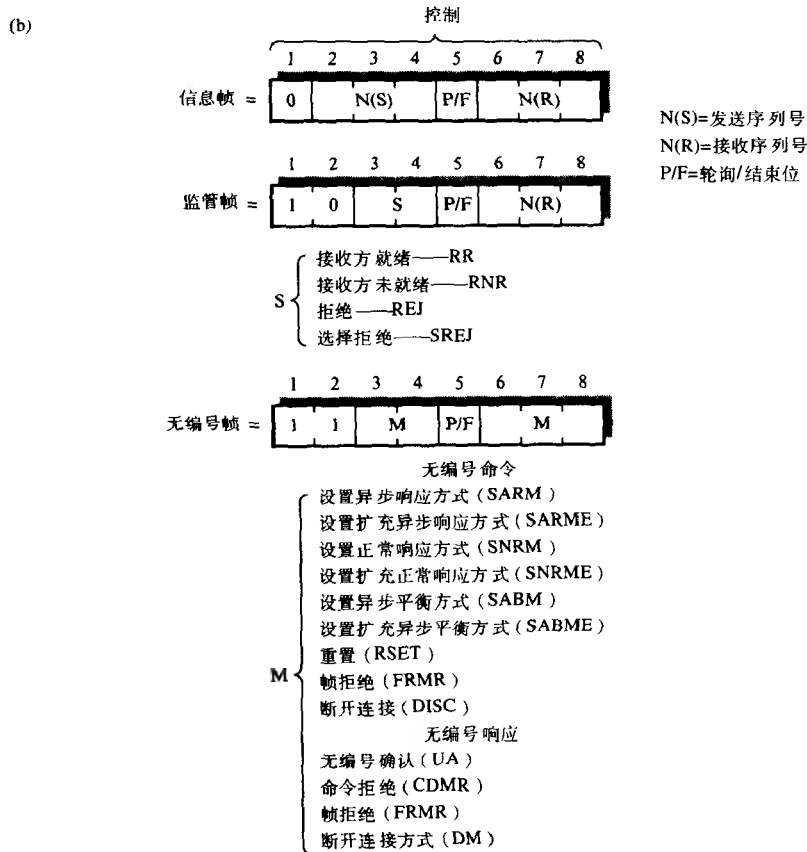 (b)
控制
1 2 3 4 5 6 7 8
信息帧 = 0 N(S) P/F N(R)
N(S)=发送序列号
N(R)=接收序列号
P/F=轮询/结束位
1 2 3 4 5 6 7 8
监管帧 = 1 0 S P/F N(R)
S
接收方就绪——RR
接收方未就绪——RNR
拒绝——REJ
选择拒绝——SREJ
1 2 3 4 5 6 7 8
无编号帧 = 1 1 M P/F M
无编号命令
设置异步响应方式(SARM)
设置扩充异步响应方式(SARME)
设置正常响应方式(SNRM)
设置扩充正常响应方式(SNRME)
设置异步平衡方式(SABM)
设置扩充异步平衡方式(SABME)
重置(RSET)
M
帧拒绝(FRMR)
断开连接(DISC)
无编号响应
无编号确认(UA)
命令拒绝(CDMR)
帧拒绝(FRMR)
断开连接方式(DM)